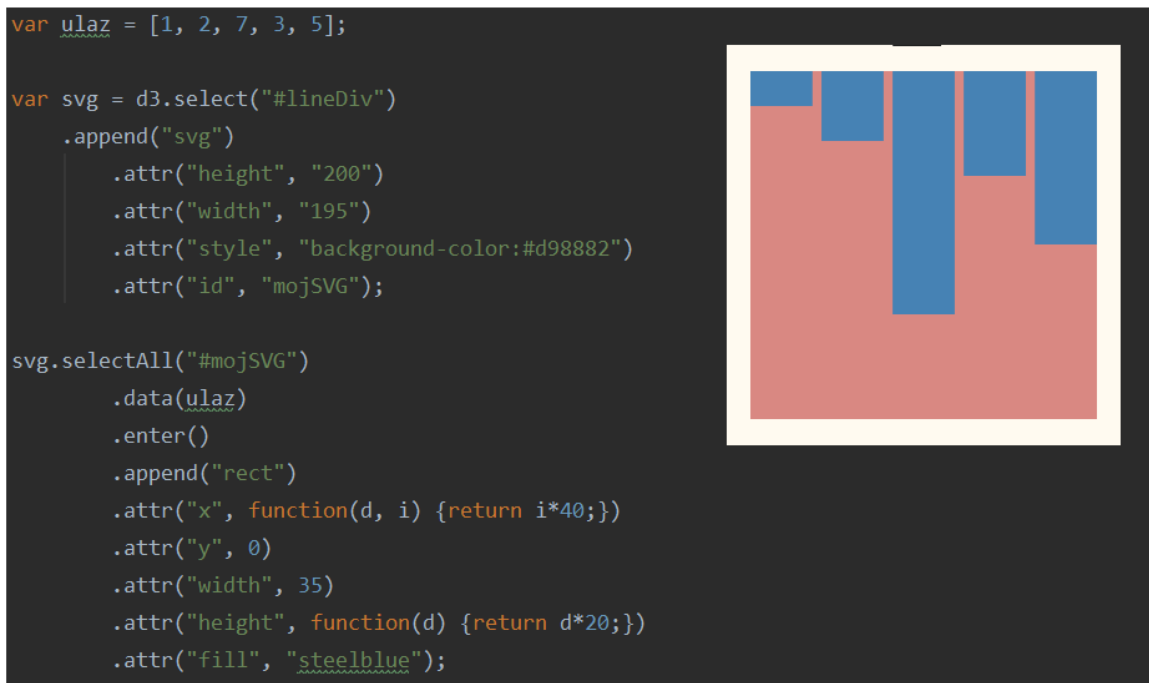 var ulaz = [1, 2, 7, 3, 5];
var svg = d3.select("#lineDiv")
.append("svg")
.attr("height", "200")
.attr("width", "195")
.attr("style", "background-color:#d98882")
.attr("id", "mojSVG");
svg.selectAll("#mojSVG")
.data(ulaz)
.enter()
.append("rect")
.attr("x", function(d, i) {return i*40;})
.attr("y", 0)
.attr("width", 35)
.attr("height", function(d) {return d*20;})
.attr("fill", "steelblue");